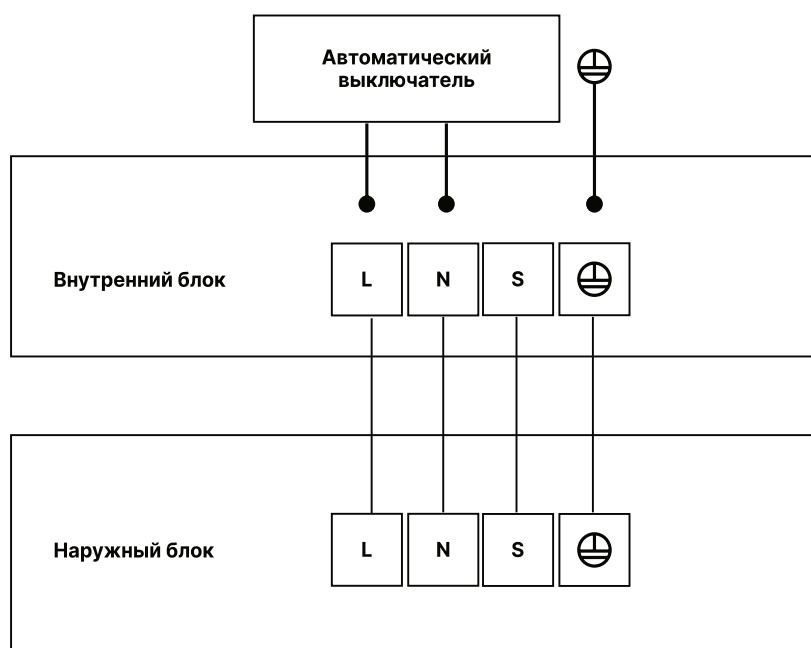 Автоматический
выключатель
Внутренний блок
L N S
Наружный блок
L N S